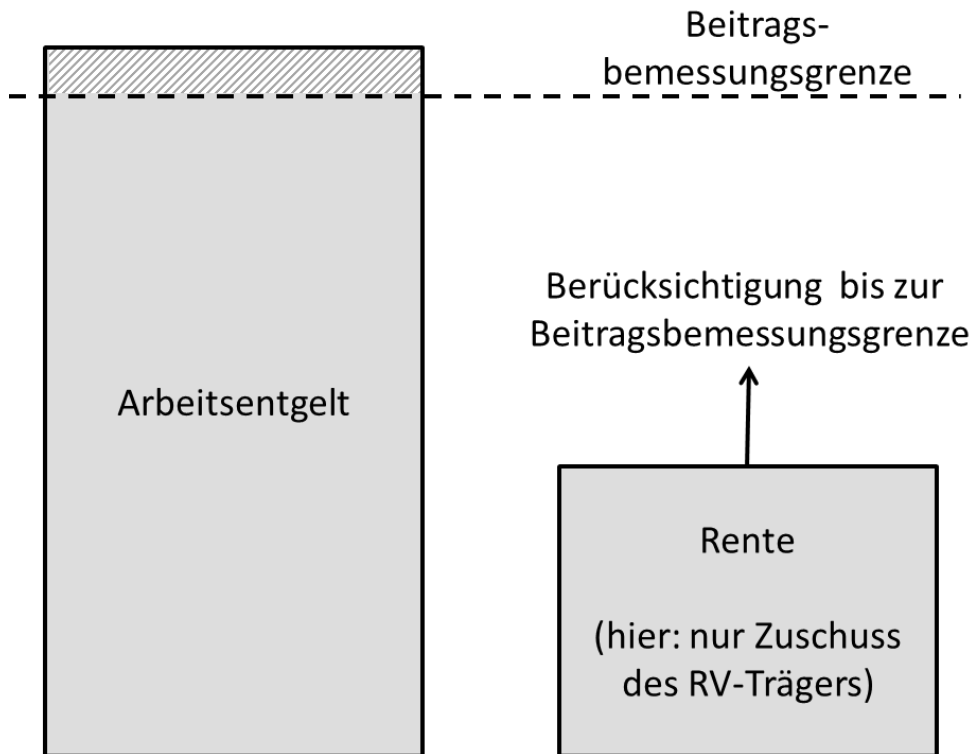 Beitrags-
bemessungsgrenze
Berücksichtigung bis zur
Beitragsbemessungsgrenze
Arbeitsentgelt
Rente
(hier: nur Zuschuss
des RV-Trägers)